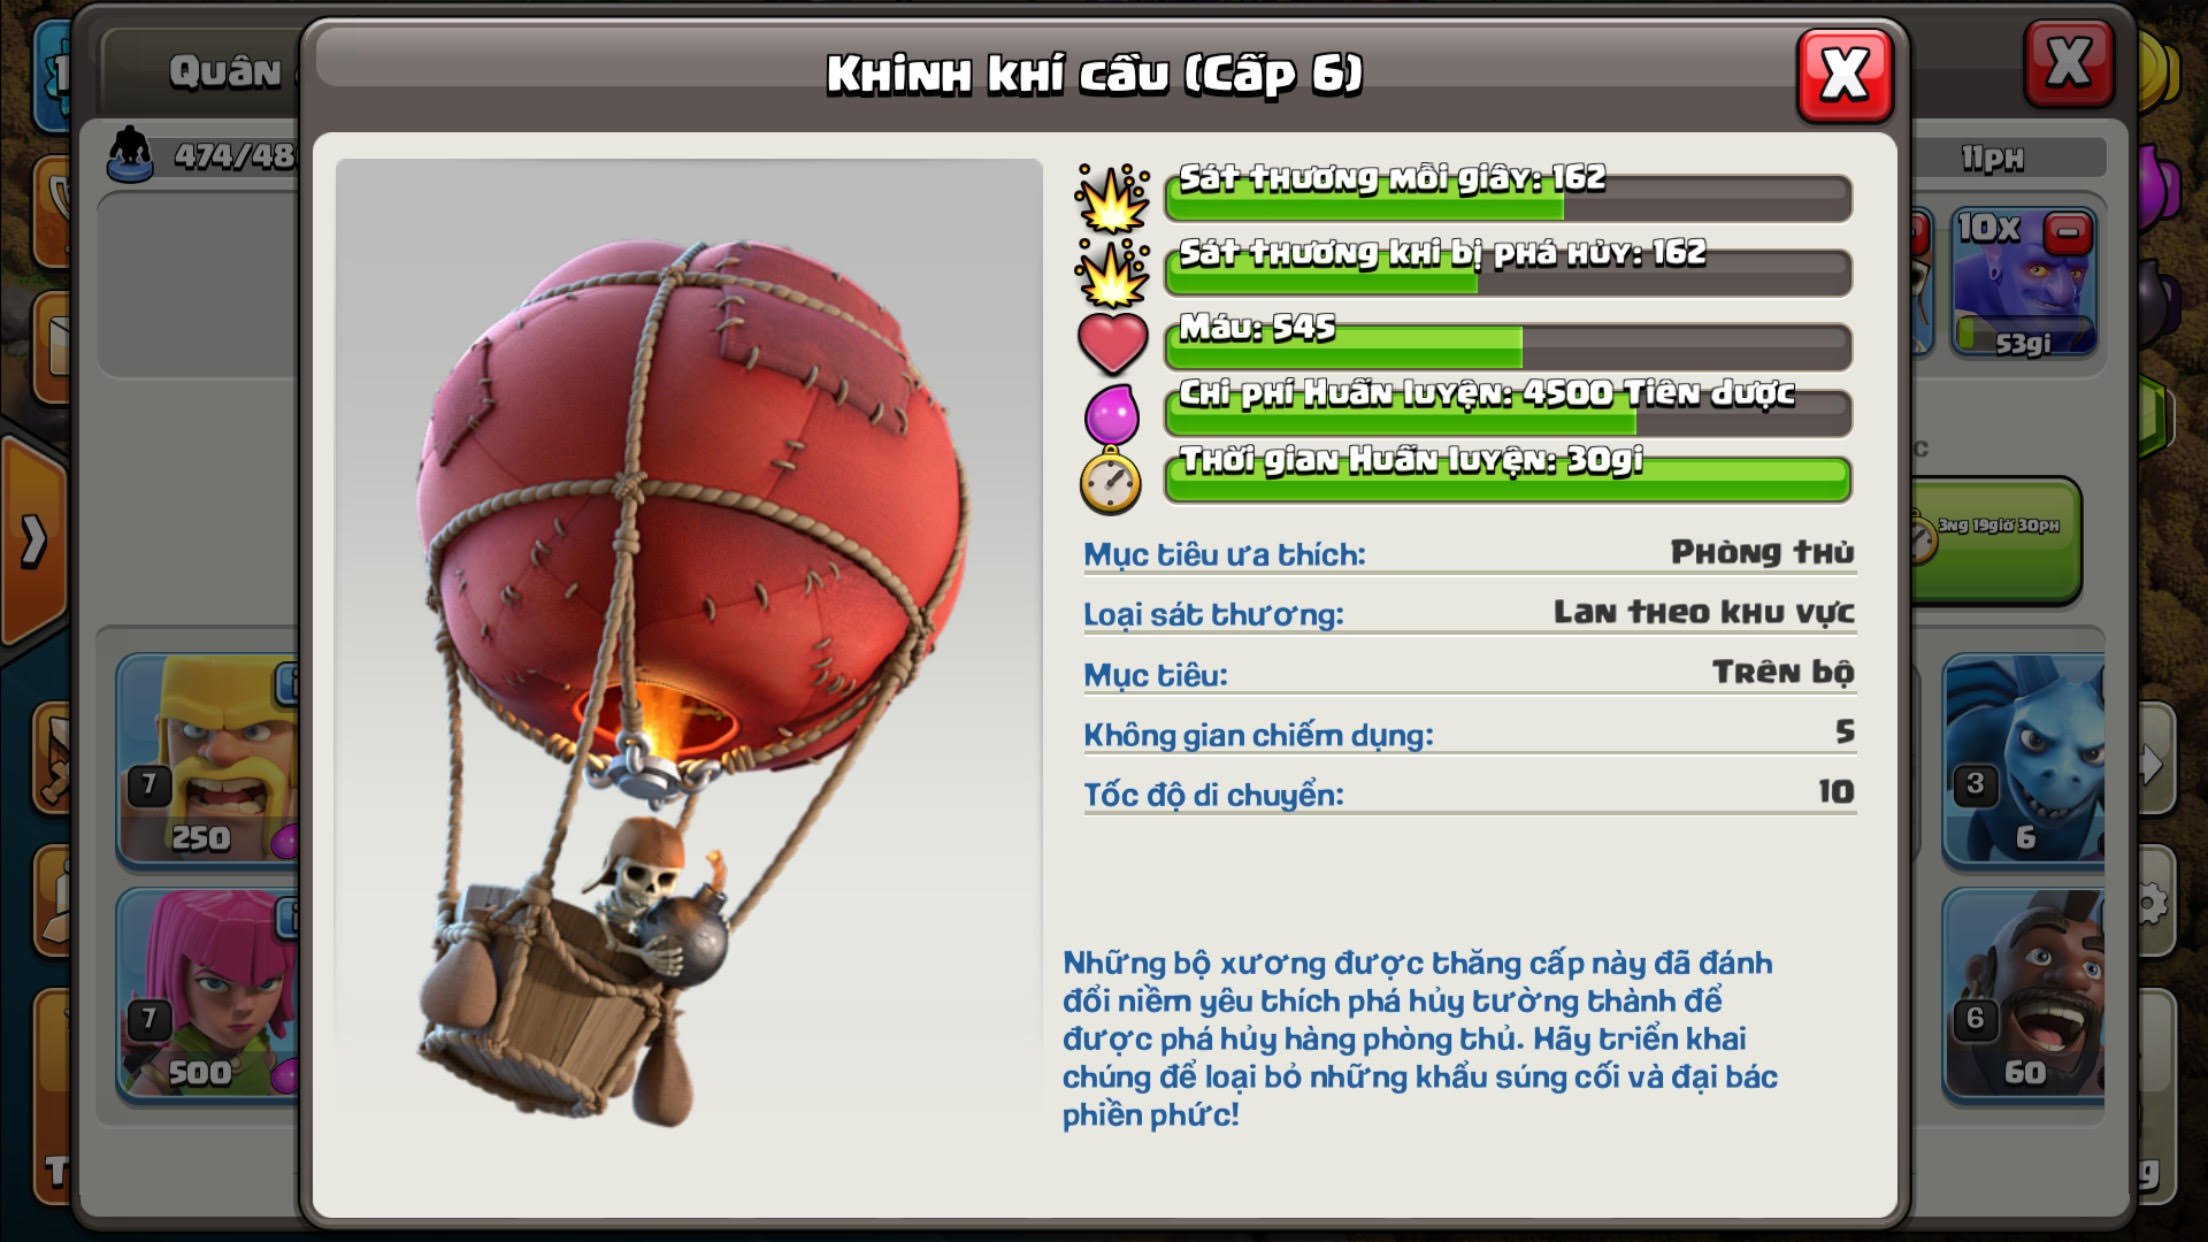 Khinh khí cầu (Cấp 6)
X
X
Quân
474/48
11ph
Sát thương mỗi giây: 162
Sát thương khi bị phá hủy: 162
Máu: 545
Chi phí Huấn luyện: 4500 Tiên dược
Thời gian Huấn luyện: 30gi
10x
53gi
3ng 19giờ 30ph
Mục tiêu ưa thích: Phòng thủ
Loại sát thương: Lan theo khu vực
Mục tiêu: Trên bộ
Không gian chiếm dụng: 5
Tốc độ di chuyển: 10
7
250
3
6
7
500
6
60
Những bộ xương được thăng cấp này đã đánh
đổi niềm yêu thích phá hủy tường thành để
được phá hủy hàng phòng thủ. Hãy triển khai
chúng để loại bỏ những khẩu súng cối và đại bác
phiền phức!